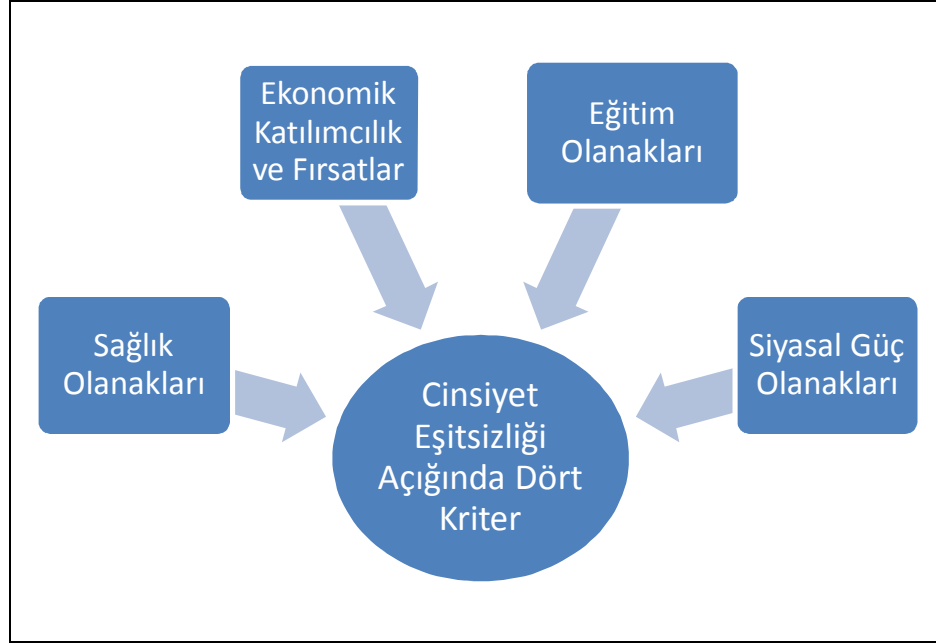 Ekonomik
Katılımcılık
ve Fırsatlar
Eğitim
Olanakları
Sağlık
Olanakları
Siyasal Güç
Olanakları
Cinsiyet
Eşitsizliği
Açığında Dört
Kriter